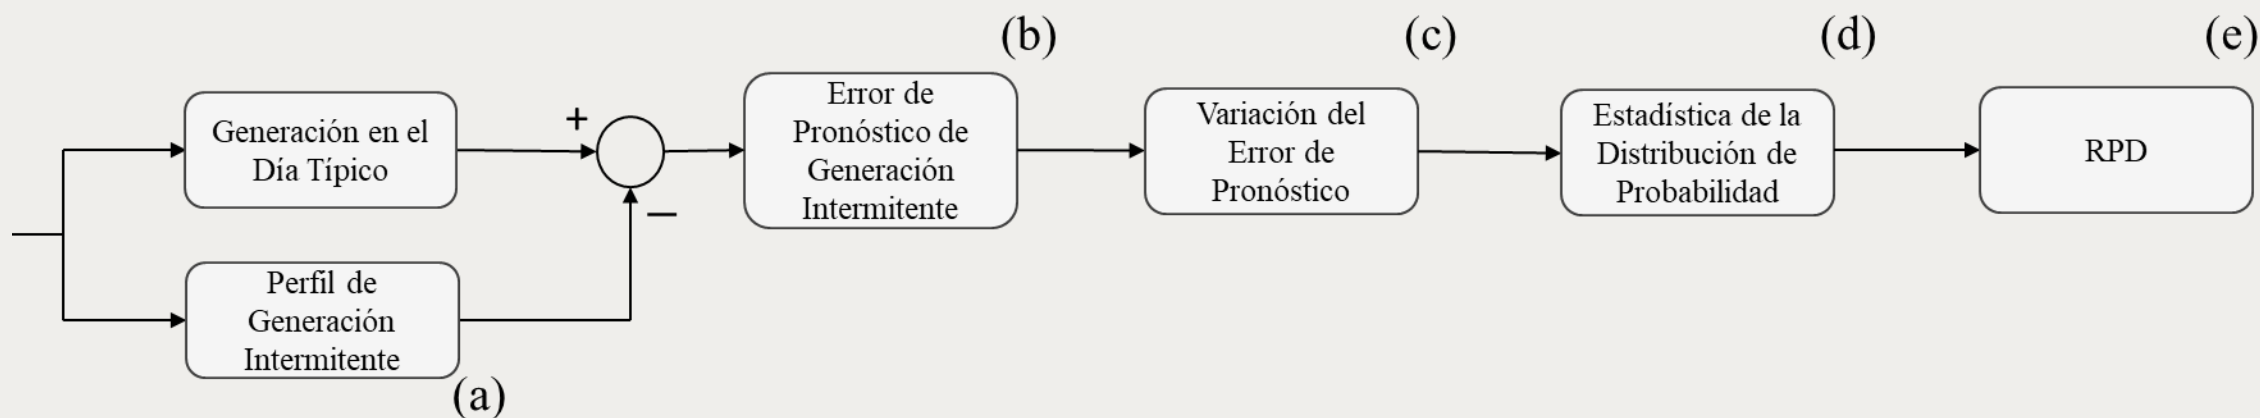 Generación en el
Día Típico
+
−
Perfil de
Generación
Intermitente
(a)
Error de
Pronóstico de
Generación
Intermitente
(b)
Variación del
Error de
Pronóstico
(c)
Estadística de la
Distribución de
Probabilidad
(d)
RPD
(e)